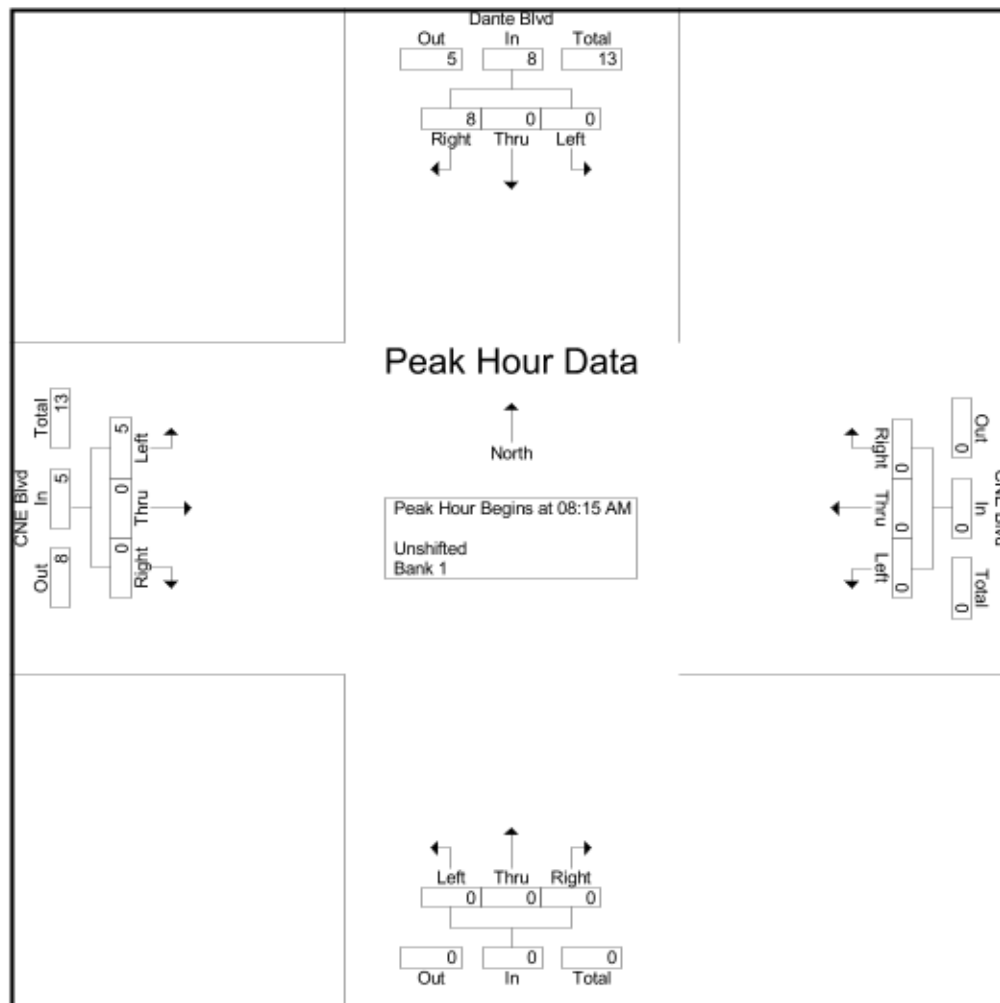 Dante Blvd
Out In Total
5 8 13
8 0 0
Right Thru Left
Peak Hour Data
North
Peak Hour Begins at 08:15 AM
Unshifted
Bank 1
CNE Blvd
Out In Total
8 5 13
Left Thru Right
5 0 0
Right Thru Left
0 0 0
Out In Total
0 0 0
CNE Blvd
Left Thru Right
0 0 0
0 0 0
Out In Total